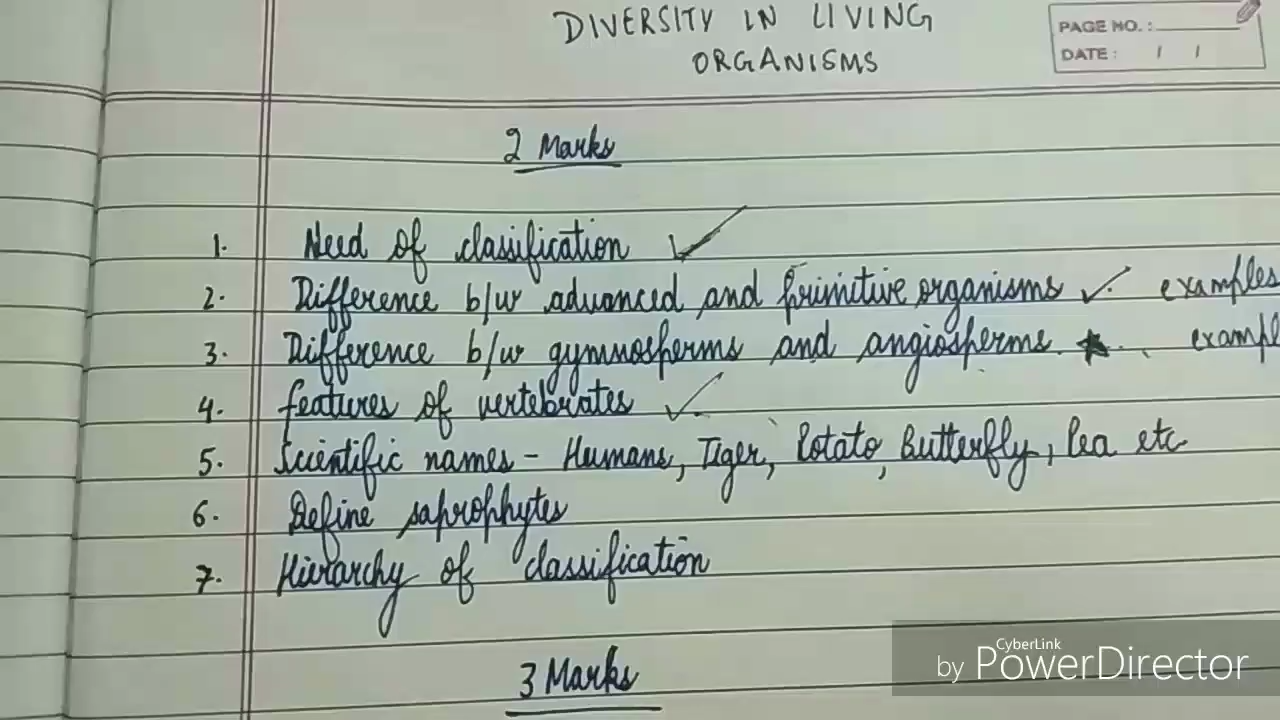 DIVERSITY IN LIVING
ORGANISMS
PAGE NO.:
DATE: / /
2 Marks
1. Need of classification
2. Difference b/w advanced and primitive organisms examples
3. Difference b/w gymnosperms and angiosperms. example
4. features of vertebrates
5. Scientific names - Humans, Tiger, Potato, Butterfly, Pea etc
6. Define saprophytes
7. Hierarchy of classification
3 Marks
CyberLink
by PowerDirector